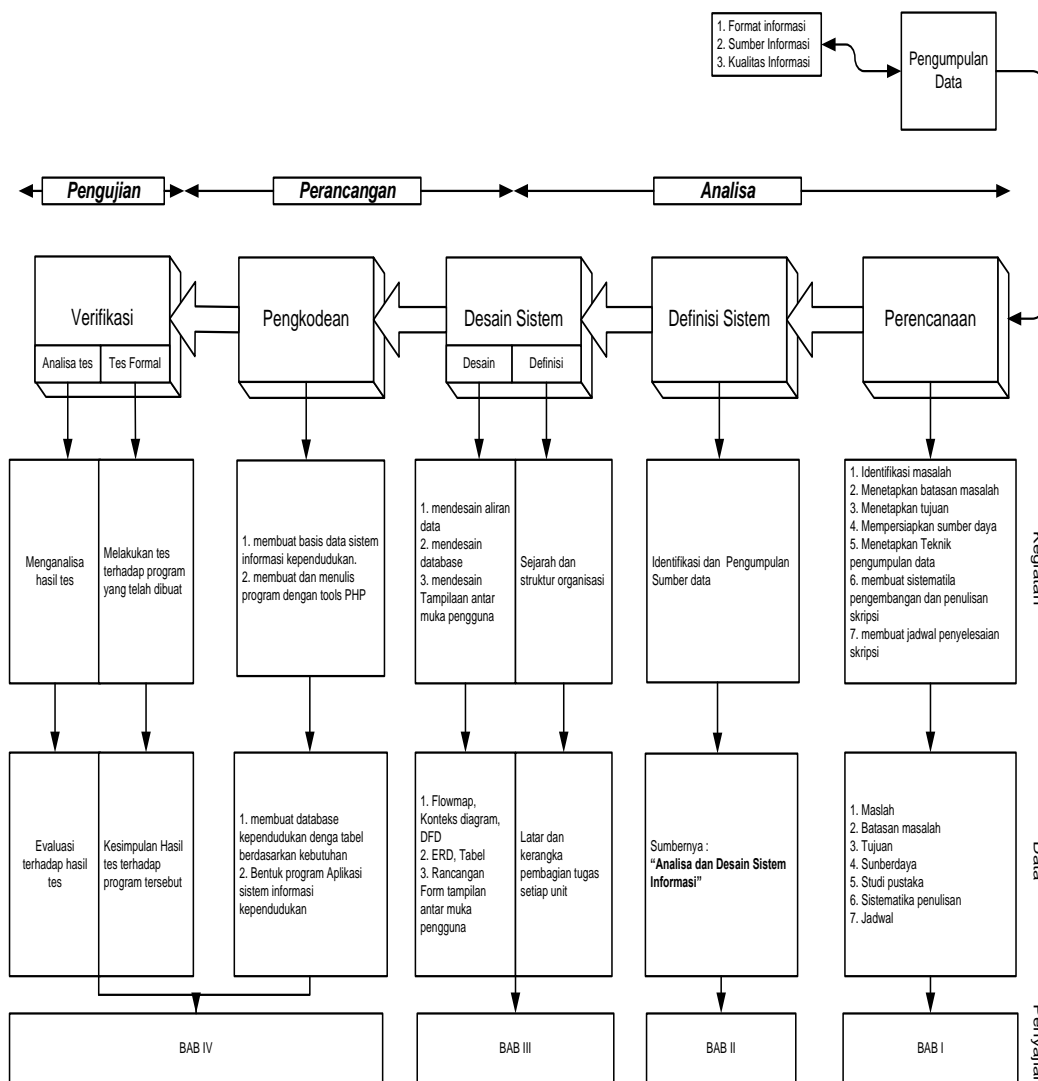 1. Format informasi
2. Sumber Informasi
3. Kualitas Informasi
Pengumpulan
Data
Pengujian
Perancangan
Analisa
Verifikasi
Analisa tes
Tes Formal
Pengkodean
Desain Sistem
Desain
Definisi
Definisi Sistem
Perencanaan
Menganalisa
hasil tes
Melakukan tes
terhadap program
yang telah dibuat
1. membuat basis data sistem
informasi kependudukan.
2. membuat dan menulis
program dengan tools PHP
1. mendesain aliran
data
2. mendesain
database
3. mendesain
Tampilaan antar
muka pengguna
Sejarah dan
struktur organisasi
Identifikasi dan Pengumpulan
Sumber data
1. Identifikasi masalah
2. Menetapkan batasan masalah
3. Menetapkan tujuan
4. Mempersiapkan sumber daya
5. Menetapkan Teknik
pengumpulan data
6. membuat sistematila
pengembangan dan penulisan
skripsi
7. membuat jadwal penyelesaian
skripsi
Kegiatan
Evaluasi
terhadap hasil
tes
Kesimpulan Hasil
tes terhadap
program tersebut
1. membuat database
kependudukan denga tabel
berdasarkan kebutuhan
2. Bentuk program Aplikasi
sistem informasi
kependudukan
1. Flowmap,
Konteks diagram,
DFD
2. ERD, Tabel
3. Rancangan
Form tampilan
antar muka
pengguna
Latar dan
kerangka
pembagian tugas
setiap unit
Sumbernya :
“Analisa dan Desain Sistem
Informasi”
1. Maslah
2. Batasan masalah
3. Tujuan
4. Sunberdaya
5. Studi pustaka
6. Sistematika penulisan
7. Jadwal
Data
BAB IV
BAB III
BAB II
BAB I